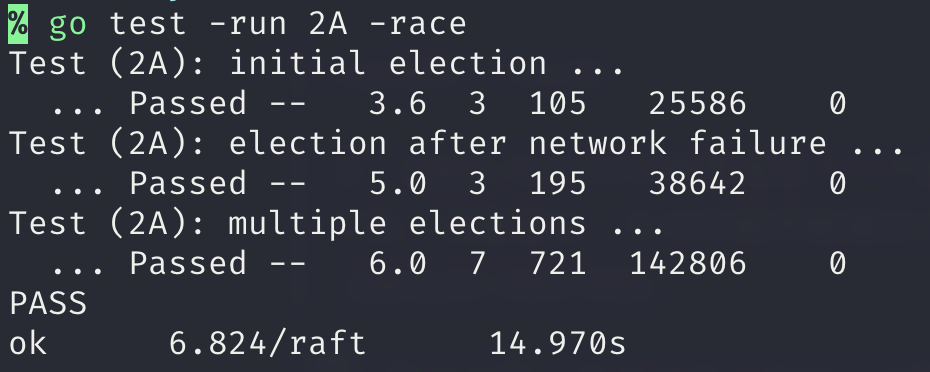 % go test -run 2A -race
Test (2A): initial election ...
  ... Passed --   3.6  3  105   25586    0
Test (2A): election after network failure ...
  ... Passed --   5.0  3  195   38642    0
Test (2A): multiple elections ...
  ... Passed --   6.0  7  721  142806    0
PASS
ok      6.824/raft      14.970s